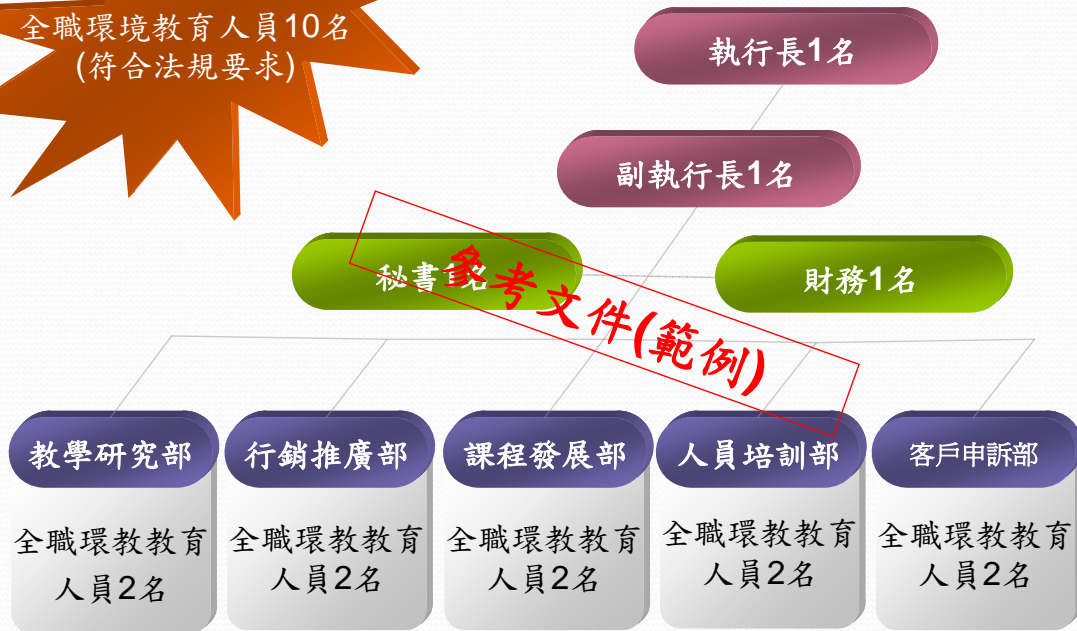 全職環境教育人員10名
(符合法規要求)
執行長1名
副執行長1名
秘書1名
財務1名
參考文件(範例)
教學研究部
行銷推廣部
課程發展部
人員培訓部
客戶申訴部
全職環教教育
人員2名
全職環教教育
人員2名
全職環教教育
人員2名
全職環教教育
人員2名
全職環教教育
人員2名